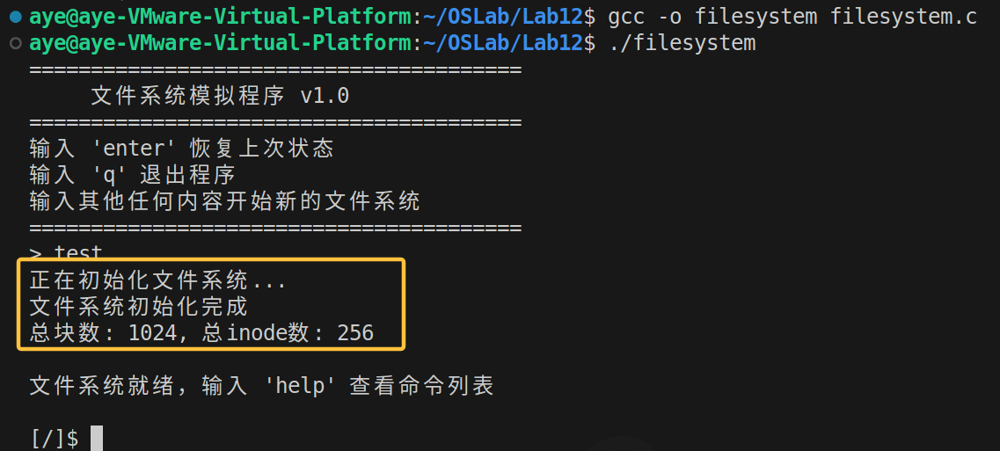 aye@aye-VMware-Virtual-Platform:~/OSLab/Lab12$ gcc -o filesystem filesystem.c
aye@aye-VMware-Virtual-Platform:~/OSLab/Lab12$ ./filesystem
========================================
文件系统模拟程序 v1.0
========================================
输入 'enter' 恢复上次状态
输入 'q' 退出程序
输入其他任何内容开始新的文件系统
========================================
> test
正在初始化文件系统...
文件系统初始化完成
总块数: 1024, 总inode数: 256
文件系统就绪，输入 'help' 查看命令列表
[/]$